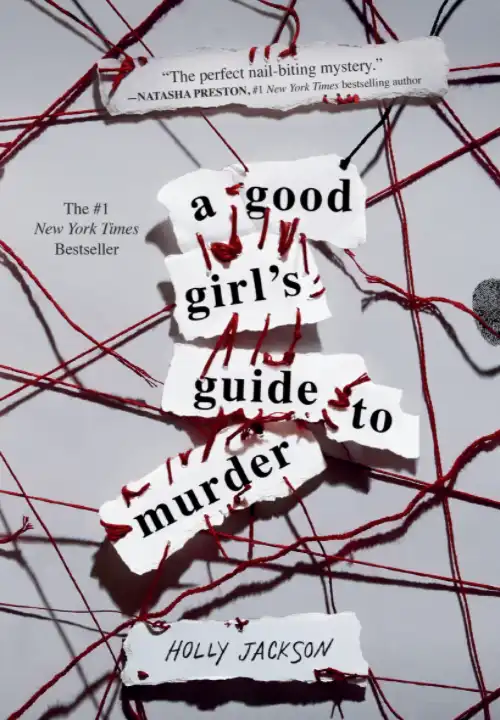 “The perfect nail-biting mystery.”
—NATASHA PRESTON, #1 New York Times bestselling author
The #1
New York Times
Bestseller
a good
girl’s
guide
to
murder
HOLLY JACKSON